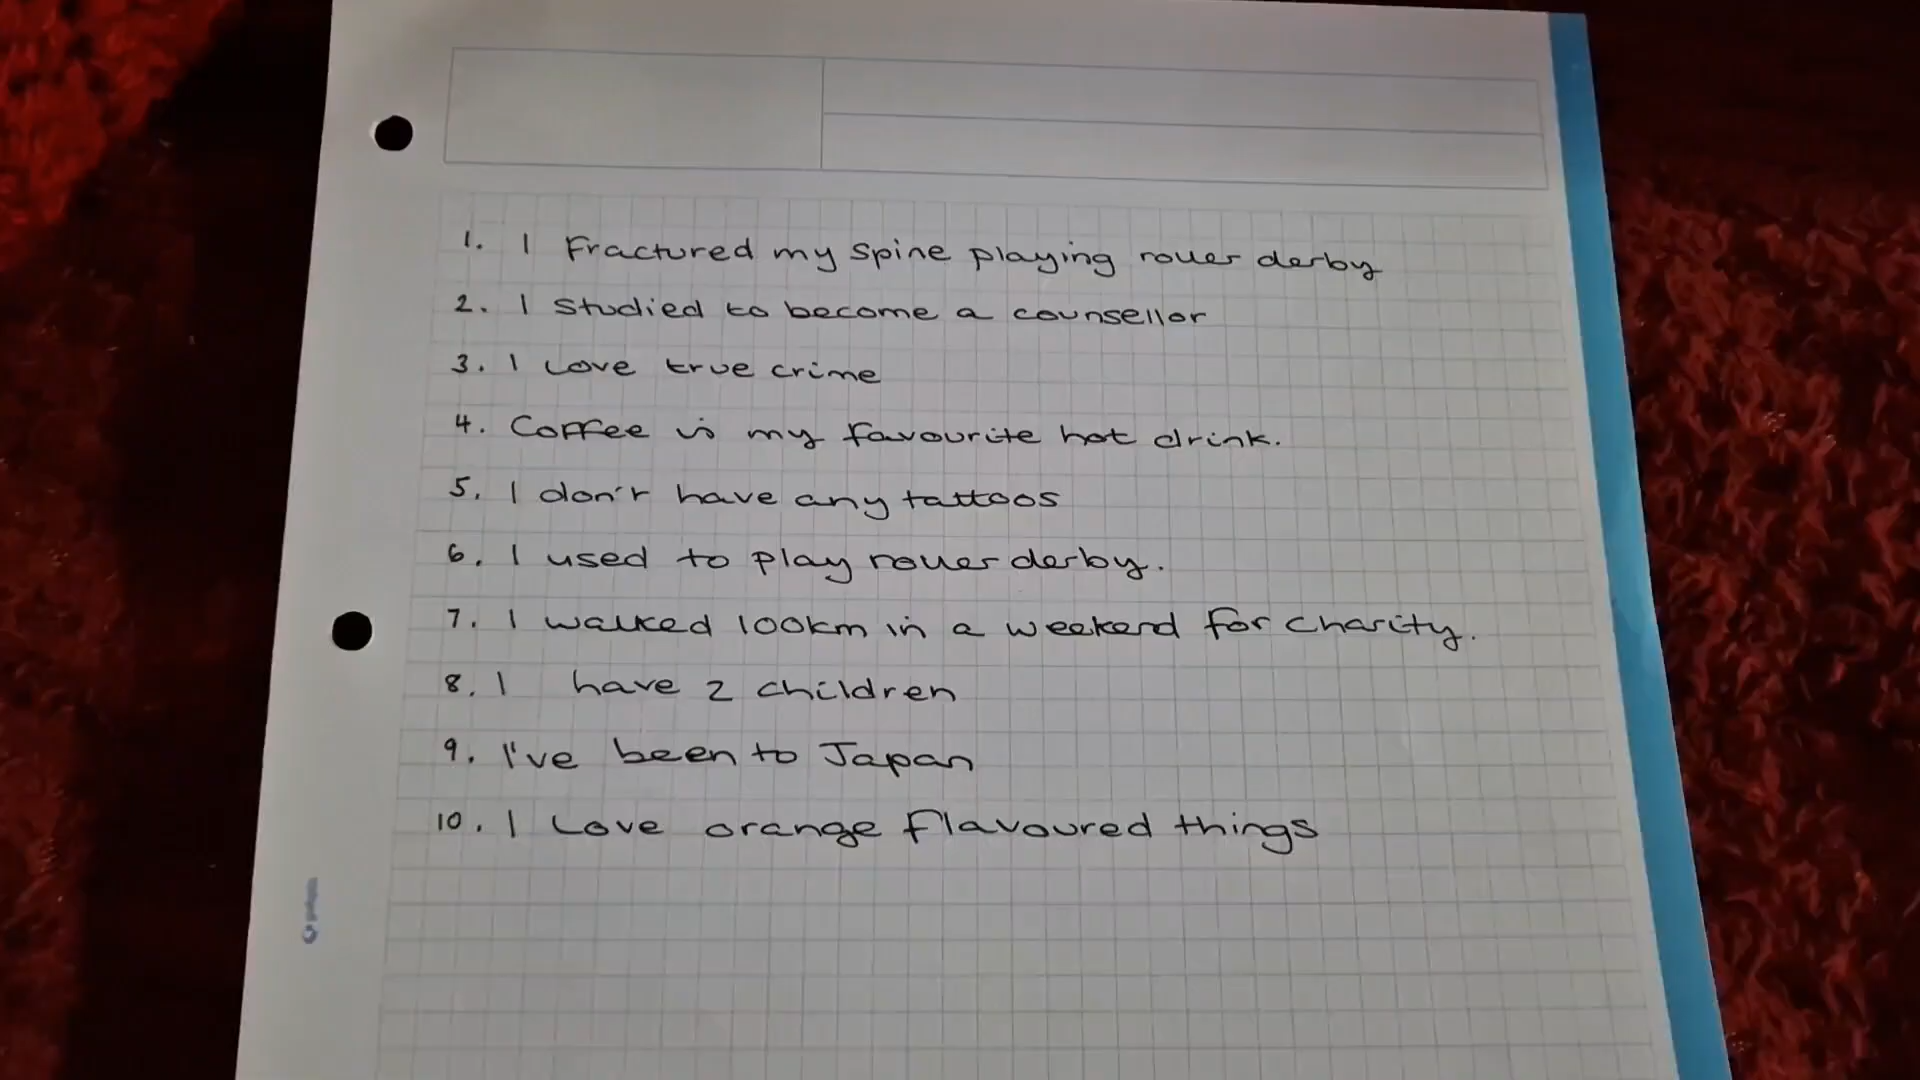 1. I Fractured my spine playing roller derby
2. I studied to become a counsellor
3. I Love true crime
4. Coffee is my favourite hot drink.
5. I don't have any tattoos
6. I used to play roller derby.
7. I walked 100km in a weekend for charity.
8. I have 2 children
9. I've been to Japan
10. I Love orange flavoured things